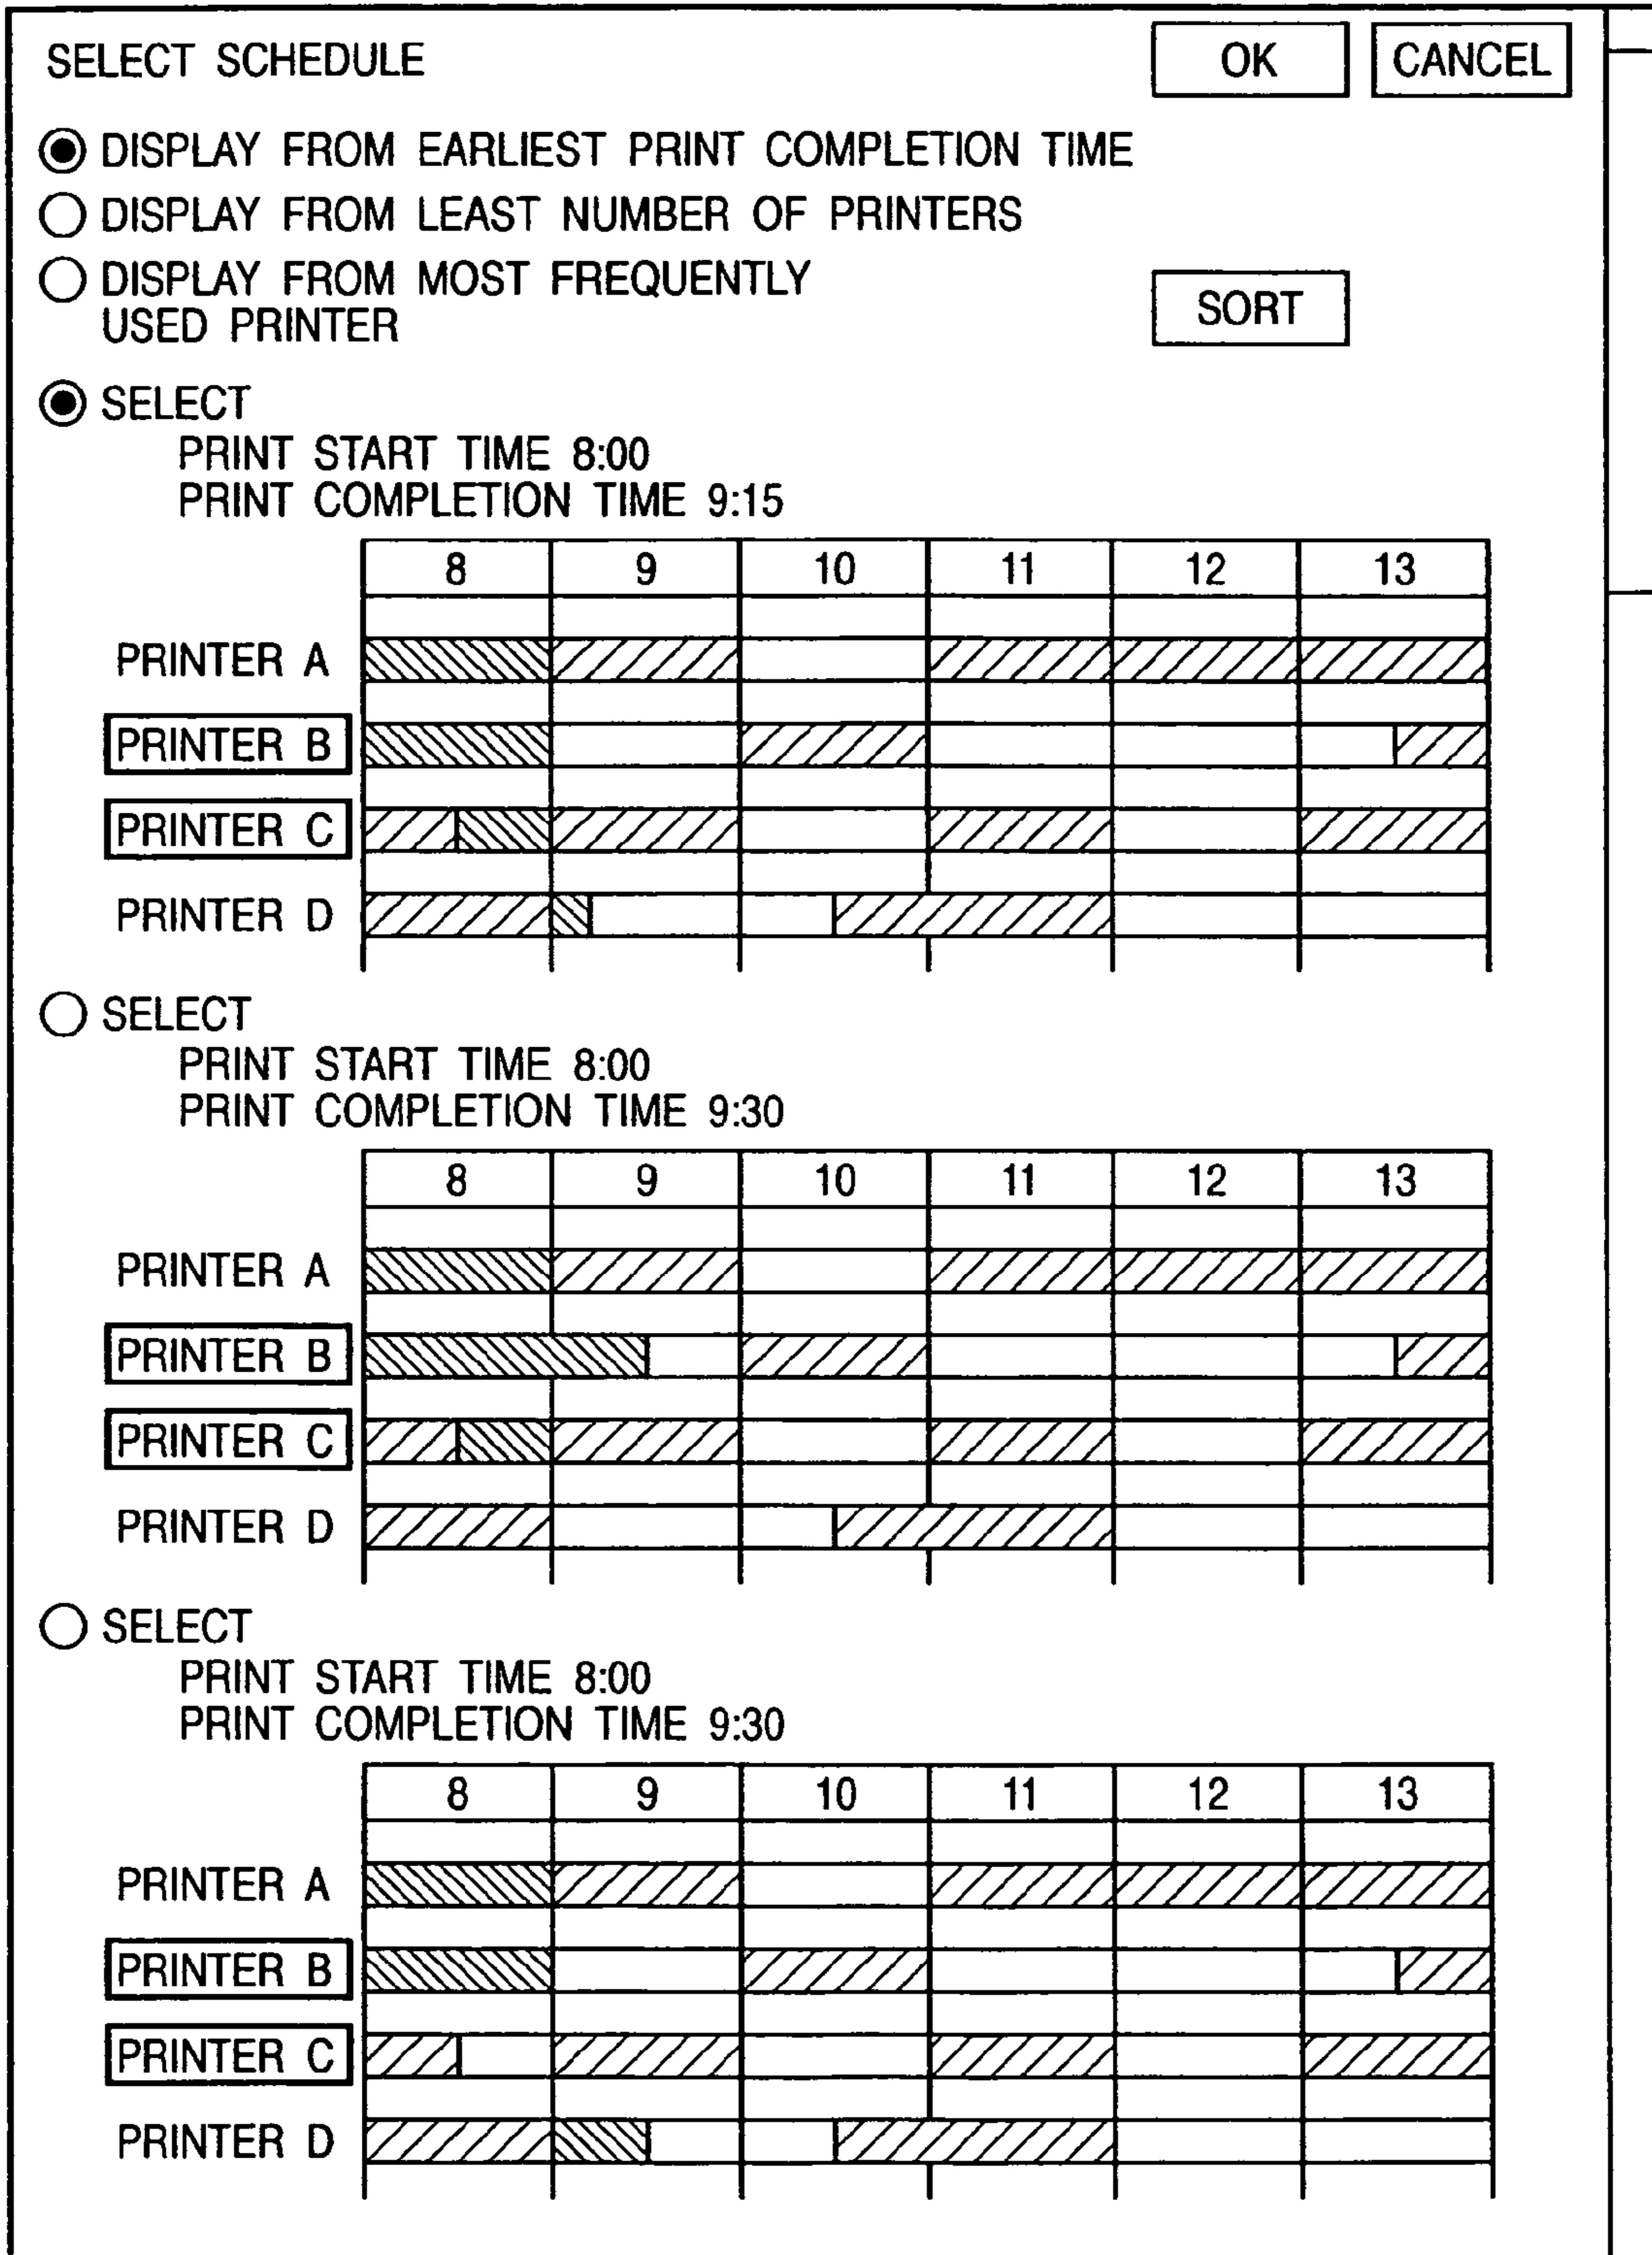 SELECT SCHEDULE
OK
CANCEL
DISPLAY FROM EARLIEST PRINT COMPLETION TIME
DISPLAY FROM LEAST NUMBER OF PRINTERS
DISPLAY FROM MOST FREQUENTLY
USED PRINTER
SORT
SELECT
PRINT START TIME 8:00
PRINT COMPLETION TIME 9:15
8 9 10 11 12 13
PRINTER A
PRINTER B
PRINTER C
PRINTER D
SELECT
PRINT START TIME 8:00
PRINT COMPLETION TIME 9:30
8 9 10 11 12 13
PRINTER A
PRINTER B
PRINTER C
PRINTER D
SELECT
PRINT START TIME 8:00
PRINT COMPLETION TIME 9:30
8 9 10 11 12 13
PRINTER A
PRINTER B
PRINTER C
PRINTER D